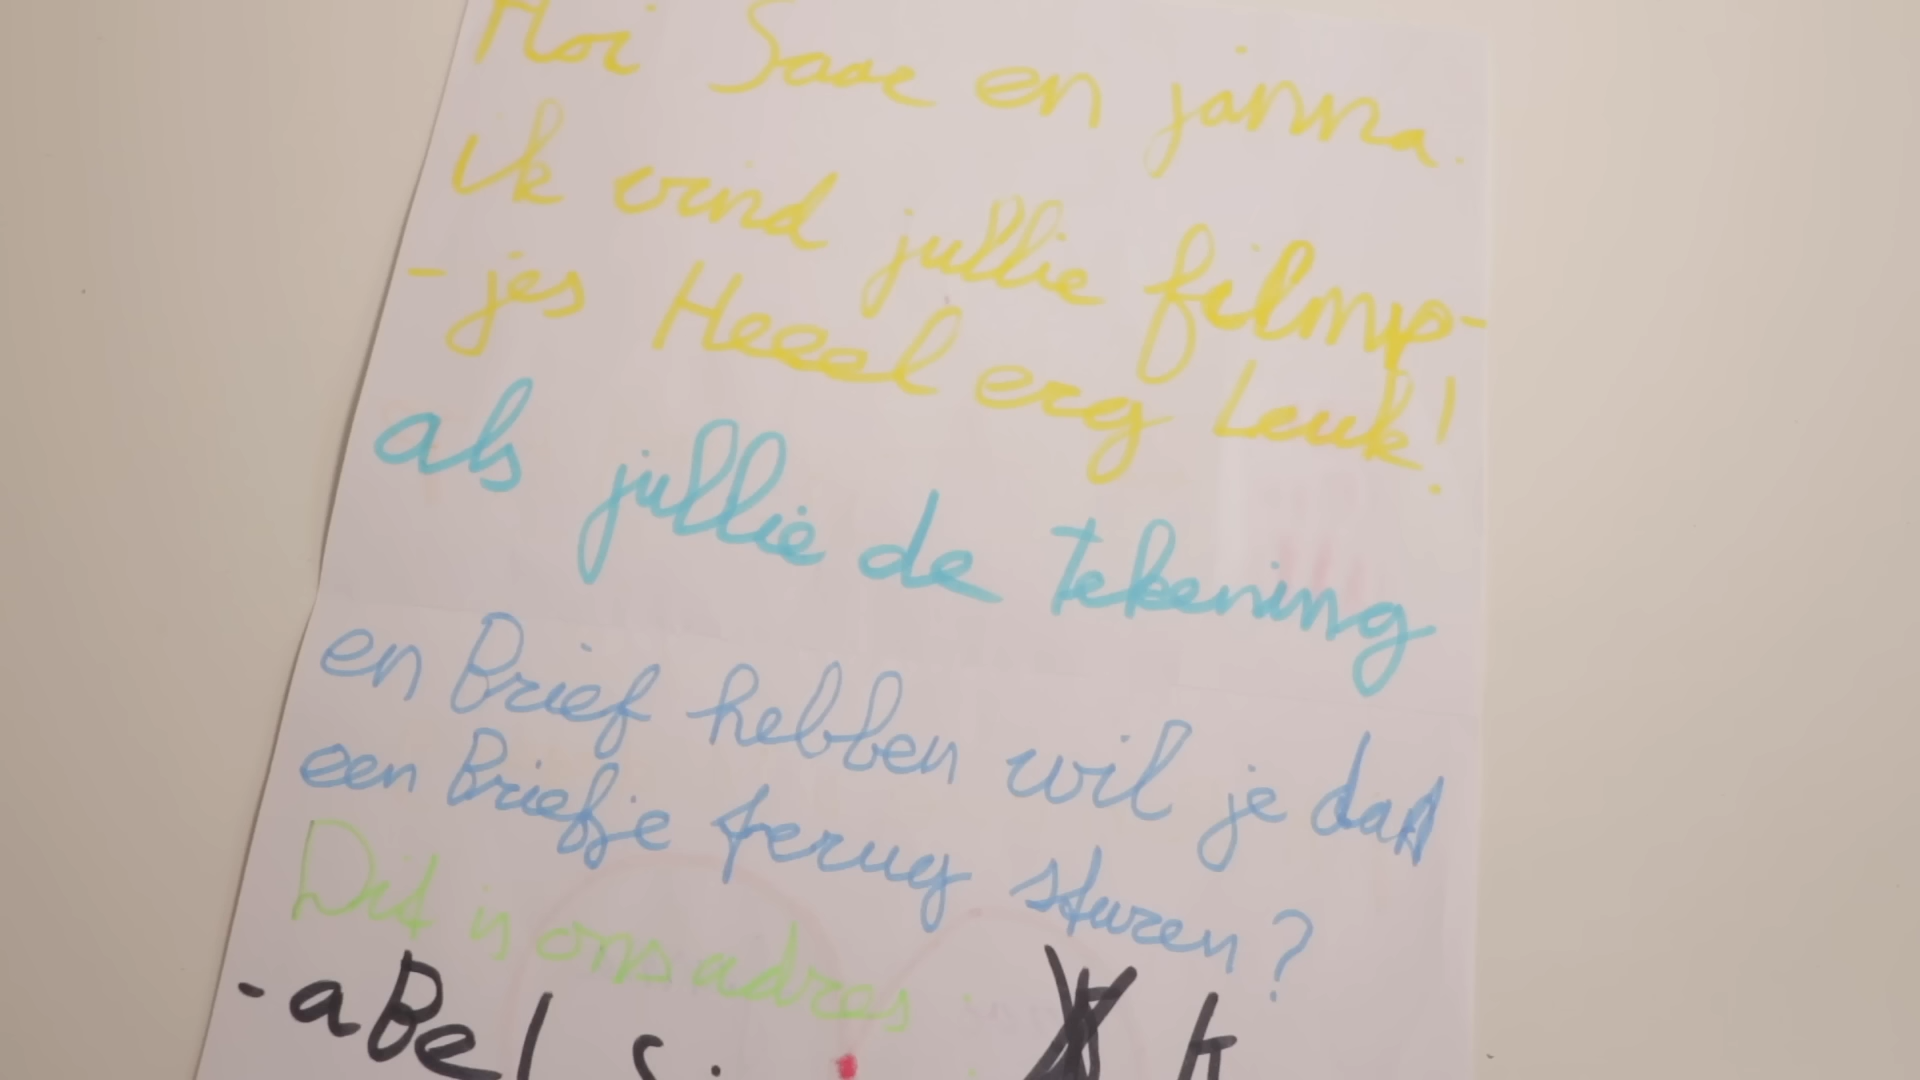 Hoi Saar en janna.
ik vind jullie filmp-
-jes Heeel erg Leuk!
als jullie de tekening
en Brief hebben wil je dan
een Briefje terug sturen?
Dit is ons adres
-aBel